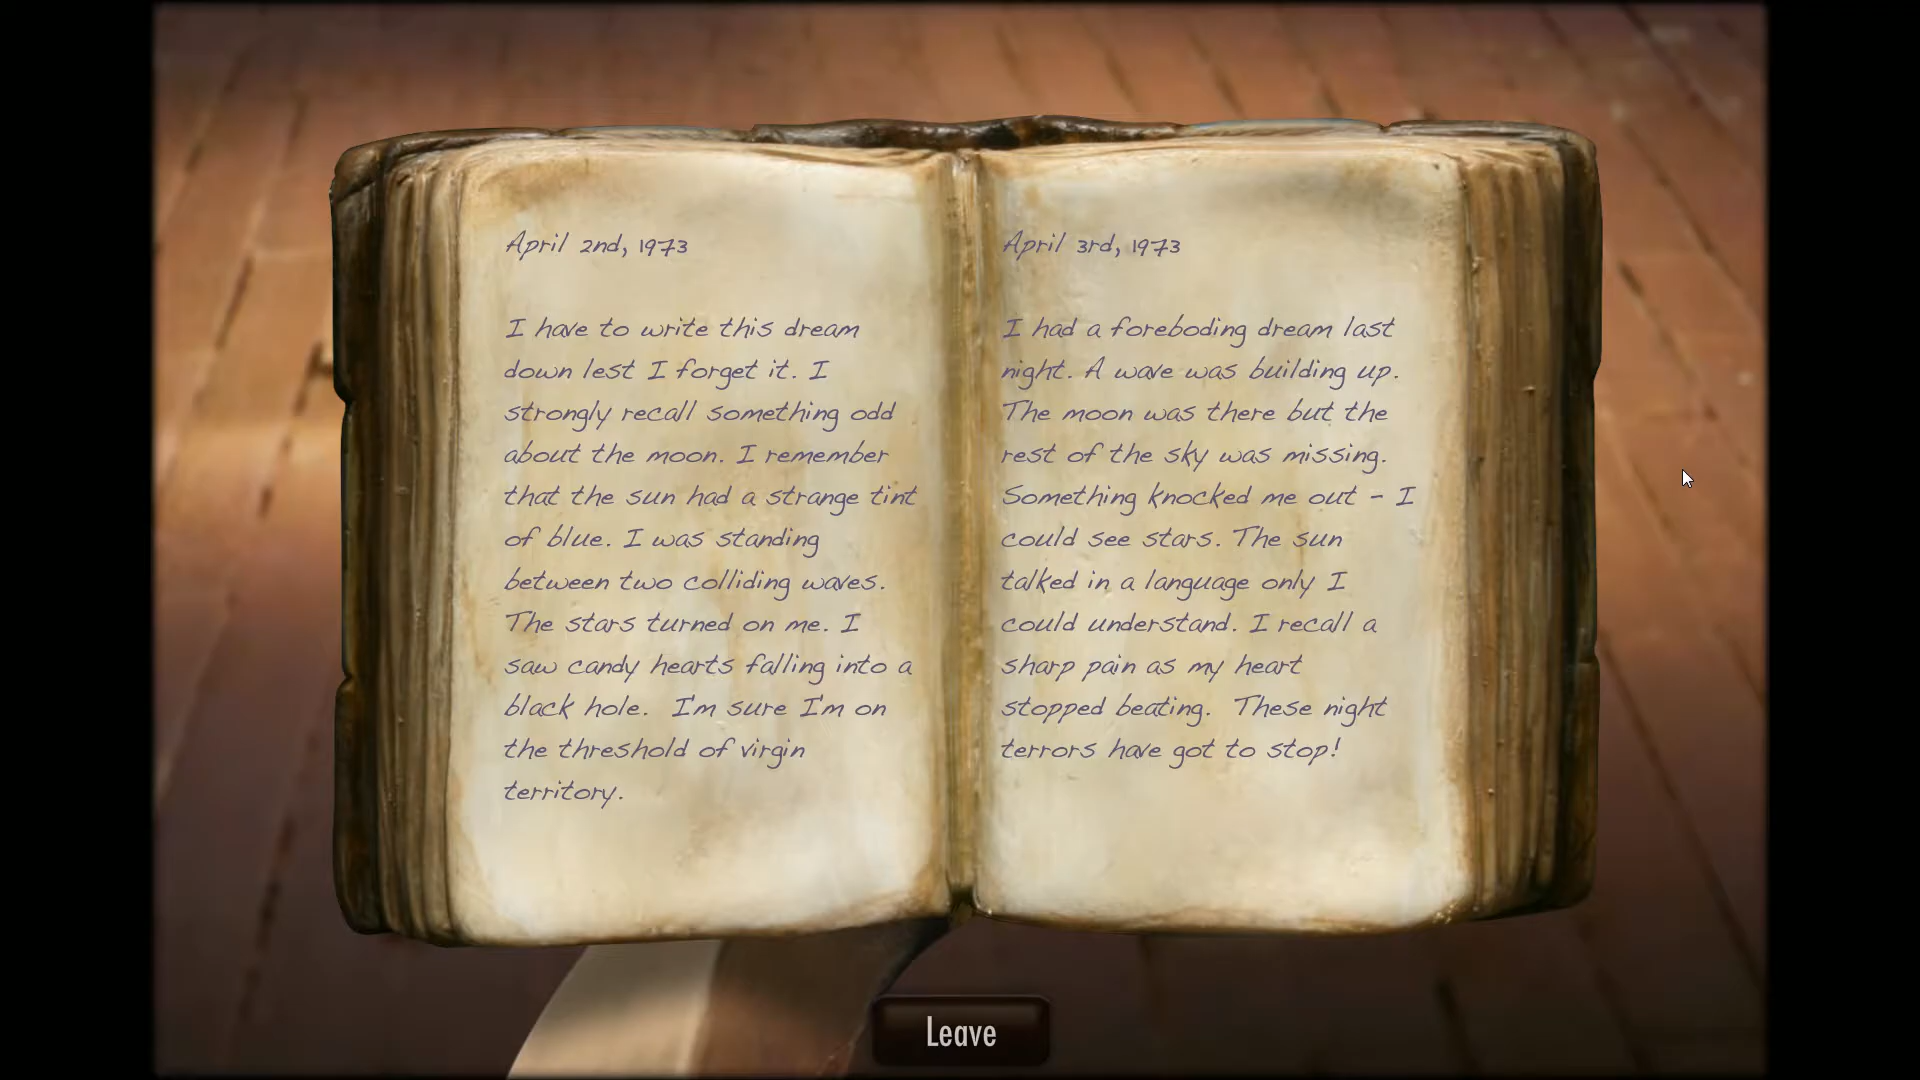 April 2nd, 1973
I have to write this dream
down lest I forget it. I
strongly recall something odd
about the moon. I remember
that the sun had a strange tint
of blue. I was standing
between two colliding waves.
The stars turned on me. I
saw candy hearts falling into a
black hole.  I'm sure I'm on
the threshold of virgin
territory.
April 3rd, 1973
I had a foreboding dream last
night. A wave was building up.
The moon was there but the
rest of the sky was missing.
Something knocked me out - I
could see stars. The sun
talked in a language only I
could understand. I recall a
sharp pain as my heart
stopped beating.  These night
terrors have got to stop!
Leave